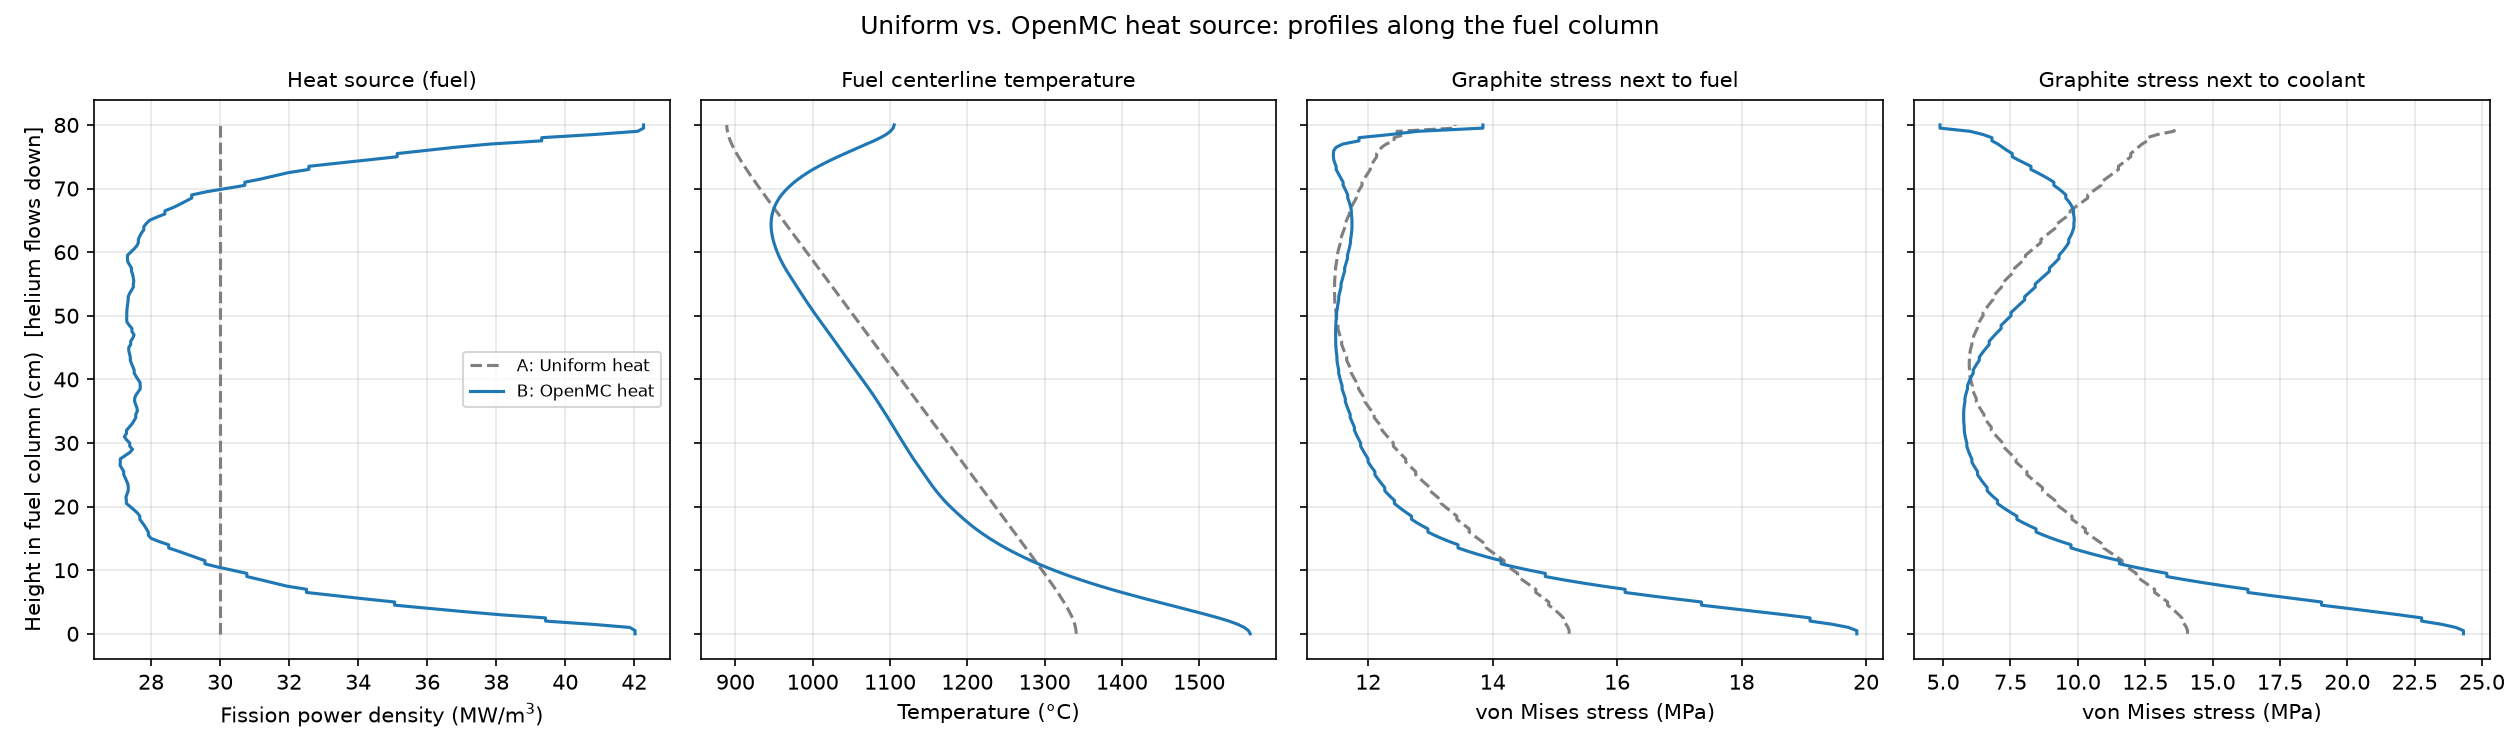 Uniform vs. OpenMC heat source: profiles along the fuel column
Heat source (fuel)
Fuel centerline temperature
Graphite stress next to fuel
Graphite stress next to coolant
Height in fuel column (cm)  [helium flows down]
80
70
60
50
40
30
20
10
0
A: Uniform heat
B: OpenMC heat
28 30 32 34 36 38 40 42
Fission power density (MW/m³)
900 1000 1100 1200 1300 1400 1500
Temperature (°C)
12 14 16 18 20
von Mises stress (MPa)
5.0 7.5 10.0 12.5 15.0 17.5 20.0 22.5 25.0
von Mises stress (MPa)